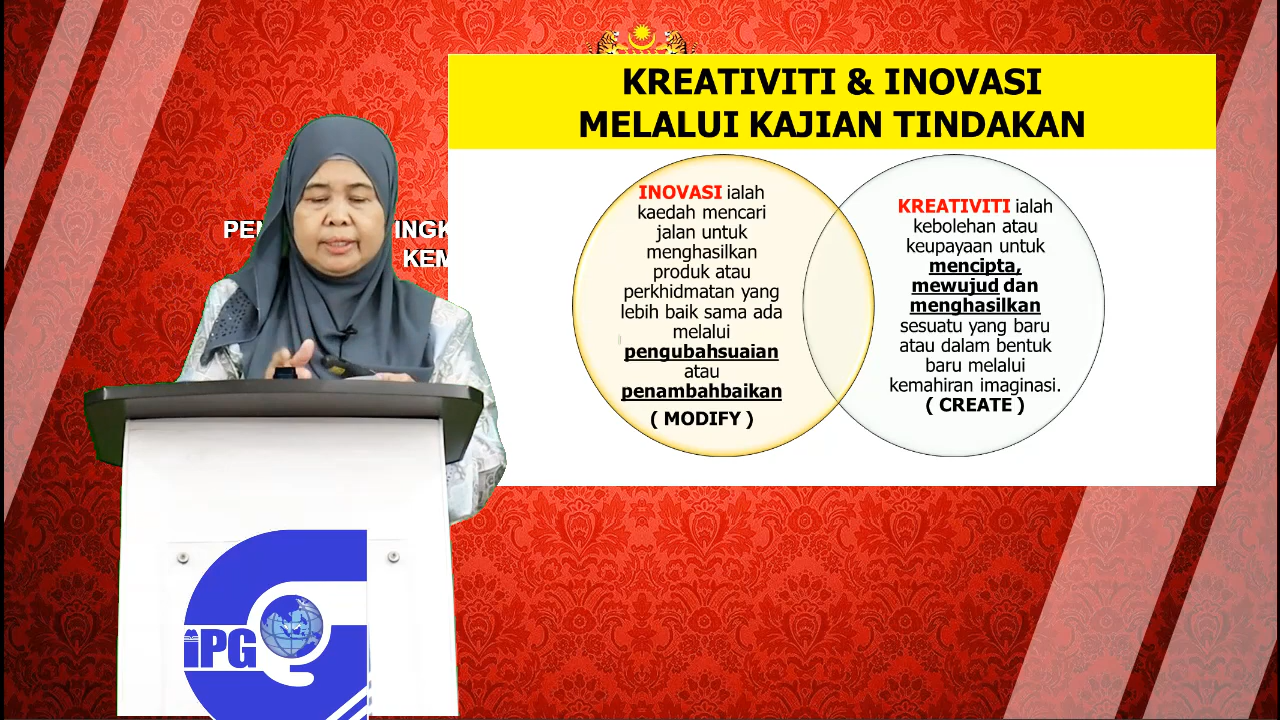 KREATIVITI & INOVASI
MELALUI KAJIAN TINDAKAN
INOVASI ialah
kaedah mencari
jalan untuk
menghasilkan
produk atau
perkhidmatan yang
lebih baik sama ada
melalui
pengubahsuaian
atau
penambahbaikan
( MODIFY )
KREATIVITI ialah
kebolehan atau
keupayaan untuk
mencipta,
mewujud dan
menghasilkan
sesuatu yang baru
atau dalam bentuk
baru melalui
kemahiran imaginasi.
( CREATE )
iPG